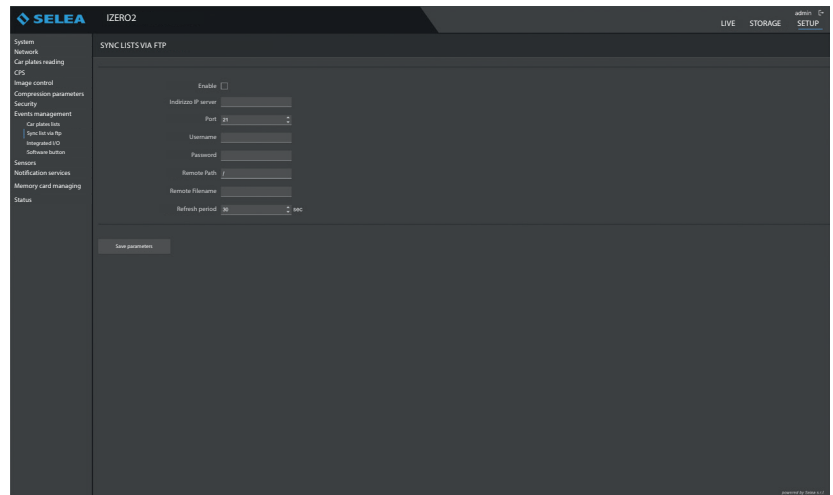 SELEA
IZERO2
admin
LIVE STORAGE SETUP
System
Network
Car plates reading
CPS
Image control
Compression parameters
Security
Events management
Car plates lists
Sync list via ftp
Integrated I/O
Software button
Sensors
Notification services
Memory card managing
Status
SYNC LISTS VIA FTP
Enable
Indirizzo IP server
Port 21
Username
Password
Remote Path /
Remote Filename
Refresh period 30 sec
Save parameters
powered by Selea s.r.l